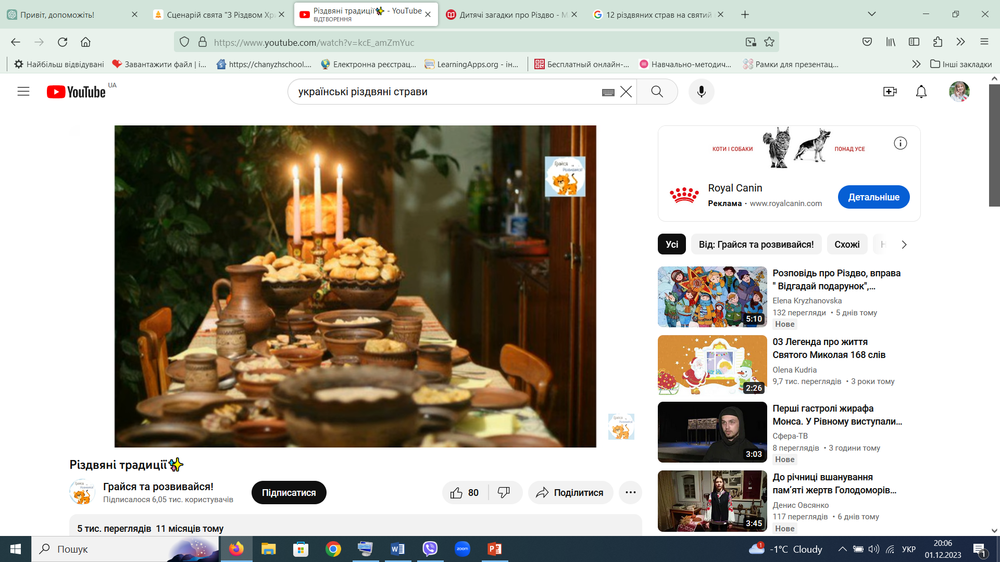 Привіт, допоможіть!
Сценарій свята "З Різдвом Хри
Різдвяні традиції✨ - YouTube
ВІДТВОРЕННЯ
Дитячі загадки про Різдво - М
12 різдвяних страв на святий
https://www.youtube.com/watch?v=kcE_amZmYuc
Найбільш відвідувані
Завантажити файл | і...
https://chanyzhschool....
Електронна реєстрац...
LearningApps.org - ін...
Бесплатный онлайн-...
Навчально-методич...
Рамки для презентац...
Інші закладки
YouTube UA
українські різдвяні страви
Грайся
Розвивайся!
КОТИ І СОБАКИ
ПОНАД УСЕ
Royal Canin
Реклама · www.royalcanin.com
Детальніше
Усі
Від: Грайся та розвивайся!
Схожі
Розповідь про Різдво, вправа
" Відгадай подарунок",...
Elena Kryzhanovska
132 перегляди • 5 днів тому
Нове
5:10
03 Легенда про життя
Святого Миколая 168 слів
Olena Kudria
9,7 тис. переглядів • 3 роки тому
2:26
Перші гастролі жирафа
Монса. У Рівному виступали...
Сфера-ТВ
8 переглядів • 3 години тому
Нове
3:03
До річниці вшанування
пам’яті жертв Голодоморів...
Денис Овсянко
117 переглядів • 6 днів тому
Нове
3:45
Різдвяні традиції✨
Грайся та розвивайся!
Підписалося 6,05 тис. користувачів
Підписатися
80
Поділитися
5 тис. переглядів 11 місяців тому
Пошук
zoom
1
-1°C Cloudy
УКР
20:06
01.12.2023
1